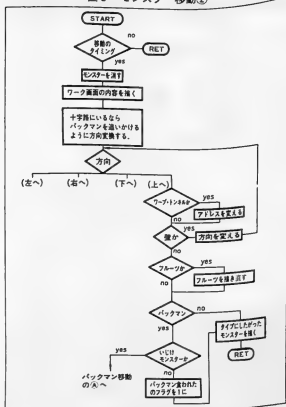 START
移動の
タイミング
no
RET
yes
モンスターを消す
ワーク画面の内容を描く
十字路にいるなら
パックマンを追いかける
ように方向変換する.
方向
(左へ)
(右へ)
(下へ)
(上へ)
ワープ・トンネルか
yes
アドレスを変える
no
壁か
yes
方向を変える
no
フルーツか
yes
フルーツを描き直す
no
パックマン
no
yes
タイプにしたがった
モンスターを描く
RET
いじけ
モンスターか
yes
no
パックマン移動
のⒶへ
パックマン食われた
のフラグを1に